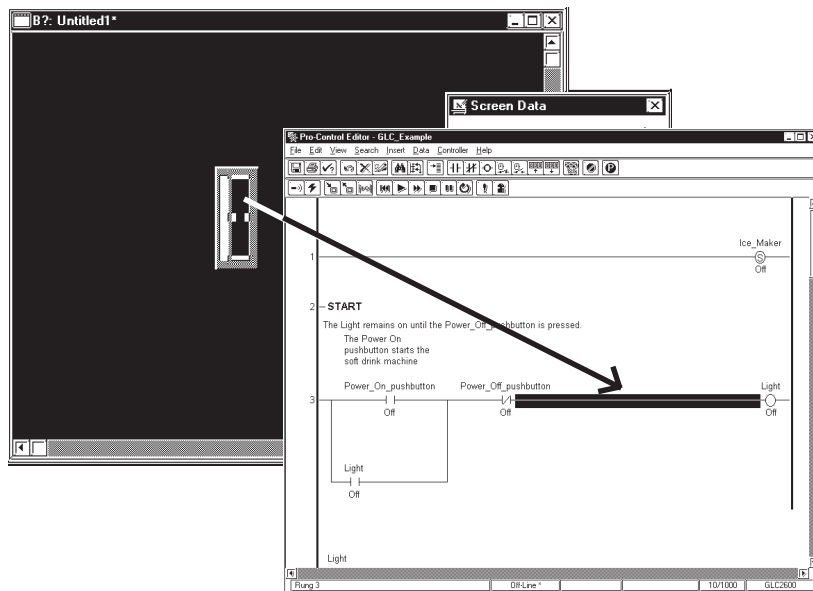 B?: Untitled1*
Screen Data
Pro-Control Editor - GLC_Example
File Edit View Search Insert Data Controller Help
Ice_Maker
1
S
Off
2 START
The Light remains on until the Power_Off_pushbutton is pressed.
The Power On
pushbutton starts the
soft drink machine
Power_On_pushbutton Power_Off_pushbutton Light
3
Off Off Off
Light
Off
Light
Rung 3 Off-Line * 10/1000 GLC2600